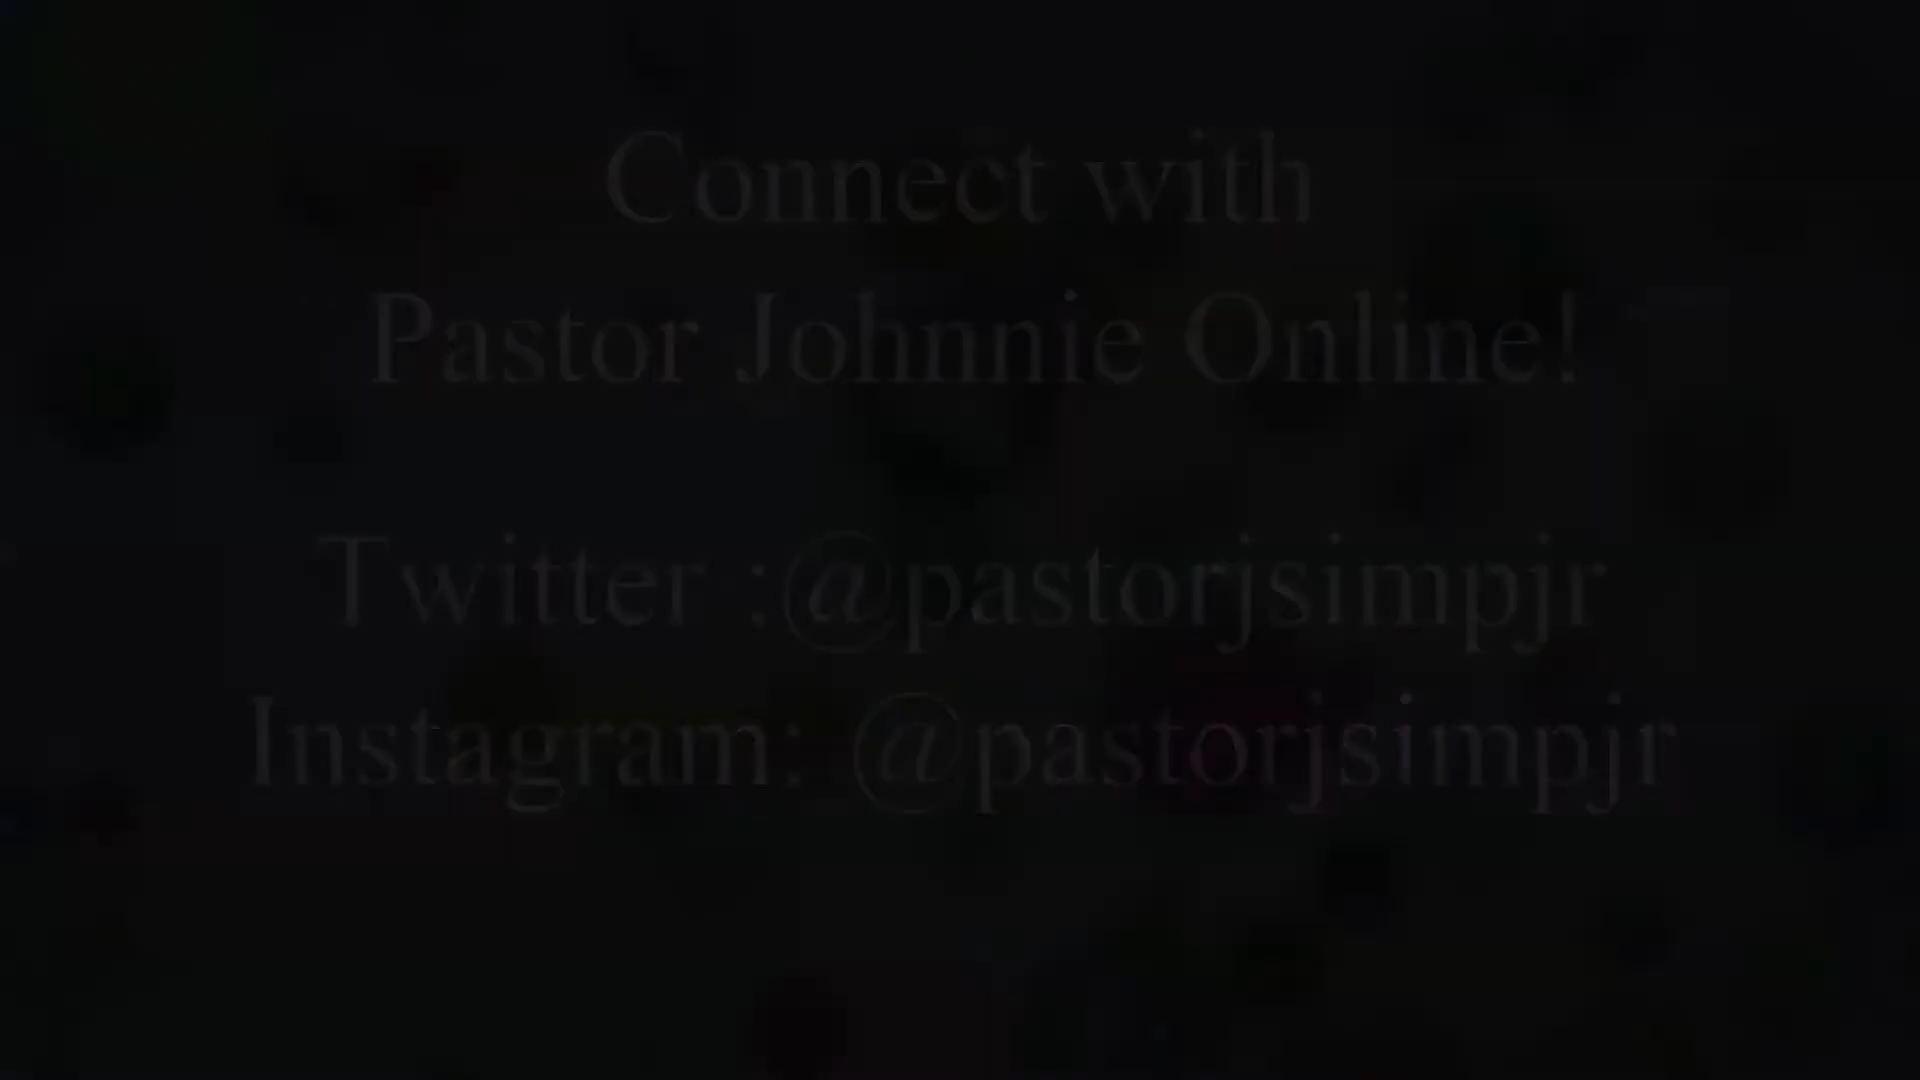 Connect with
Pastor Johnnie Online!
Twitter :@pastorjsimpjr
Instagram: @pastorjsimpjr